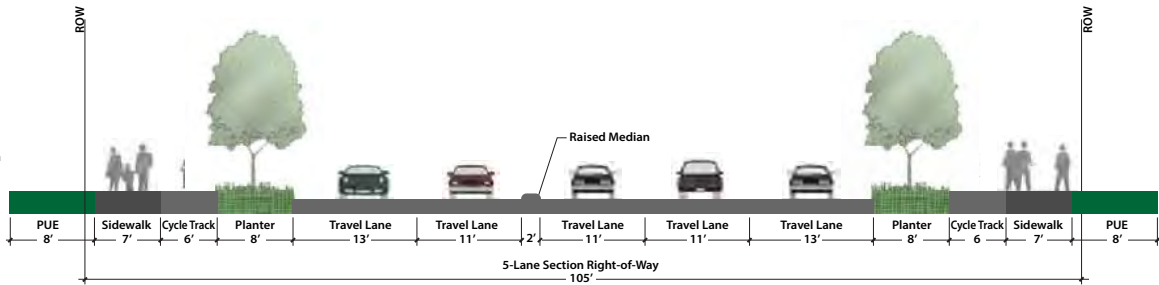 ROW
ROW
Raised Median
PUE Sidewalk Cycle Track Planter Travel Lane Travel Lane Travel Lane Travel Lane Travel Lane Planter Cycle Track Sidewalk PUE
8' 7' 6' 8' 13' 11' 2' 11' 11' 13' 8' 6 7' 8'
5-Lane Section Right-of-Way
105'